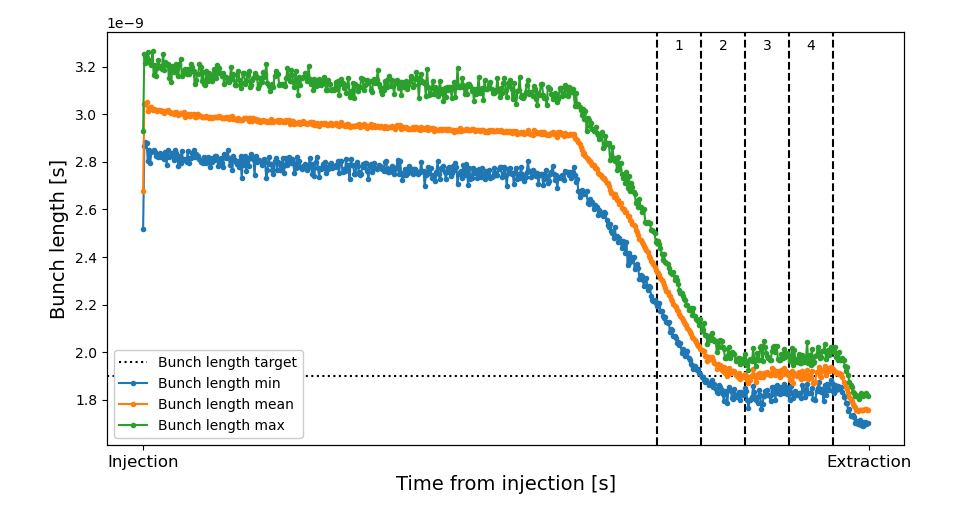 1e−9
1 2 3 4
3.2
3.0
2.8
2.6
2.4
2.2
2.0
1.8
Bunch length [s]
Bunch length target
Bunch length min
Bunch length mean
Bunch length max
Injection Extraction
Time from injection [s]